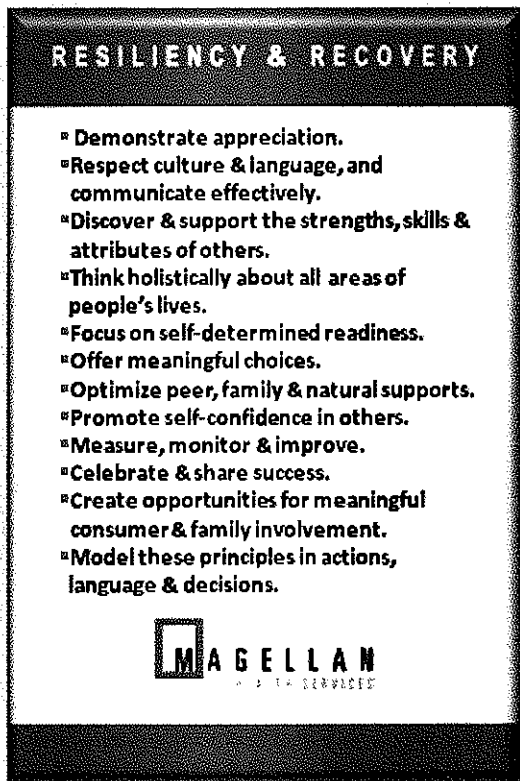 RESILIENCY & RECOVERY
Demonstrate appreciation.
Respect culture & language, and
communicate effectively.
Discover & support the strengths, skills &
attributes of others.
Think holistically about all areas of
people's lives.
Focus on self-determined readiness.
Offer meaningful choices.
Optimize peer, family & natural supports.
Promote self-confidence in others.
Measure, monitor & improve.
Celebrate & share success.
Create opportunities for meaningful
consumer & family involvement.
Model these principles in actions,
language & decisions.
MAGELLAN
SERVICES